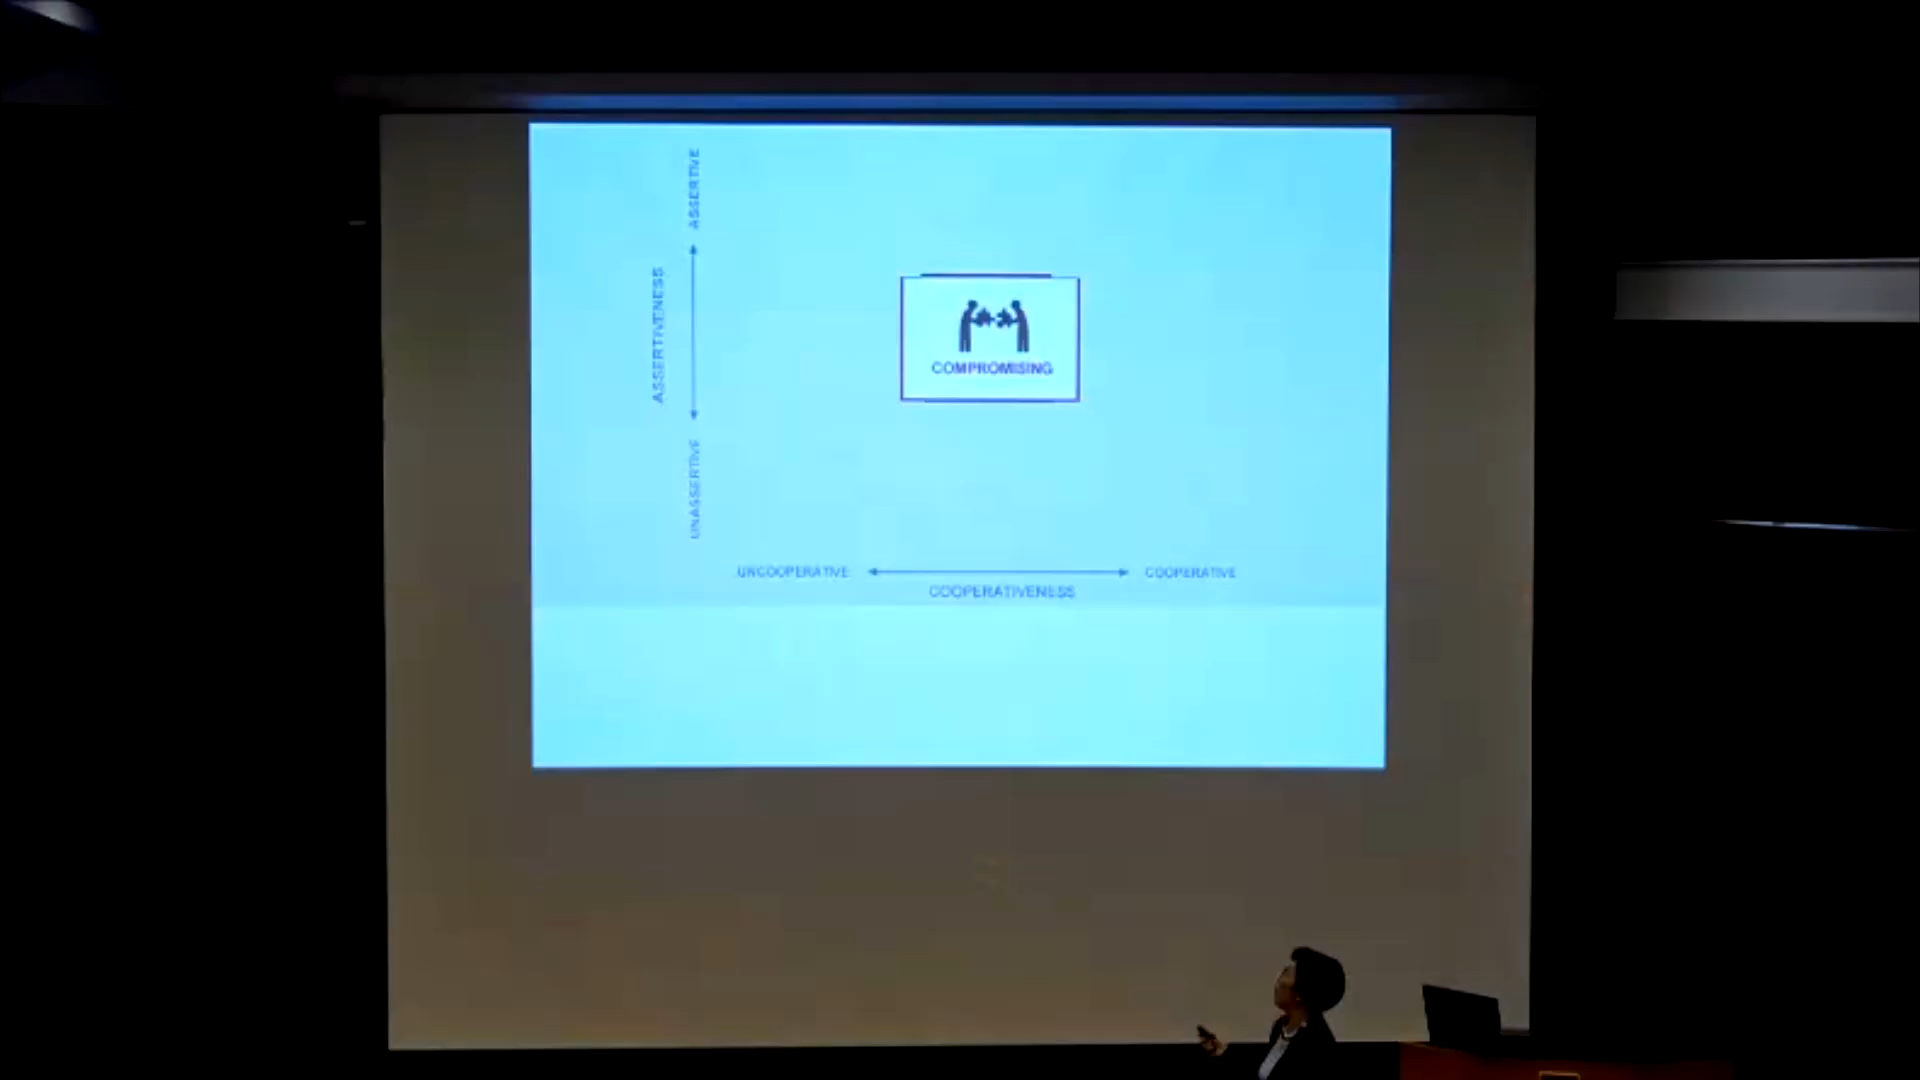 ASSERTIVE
ASSERTIVENESS
UNASSERTIVE
COMPROMISING
UNCOOPERATIVE
COOPERATIVE
COOPERATIVENESS